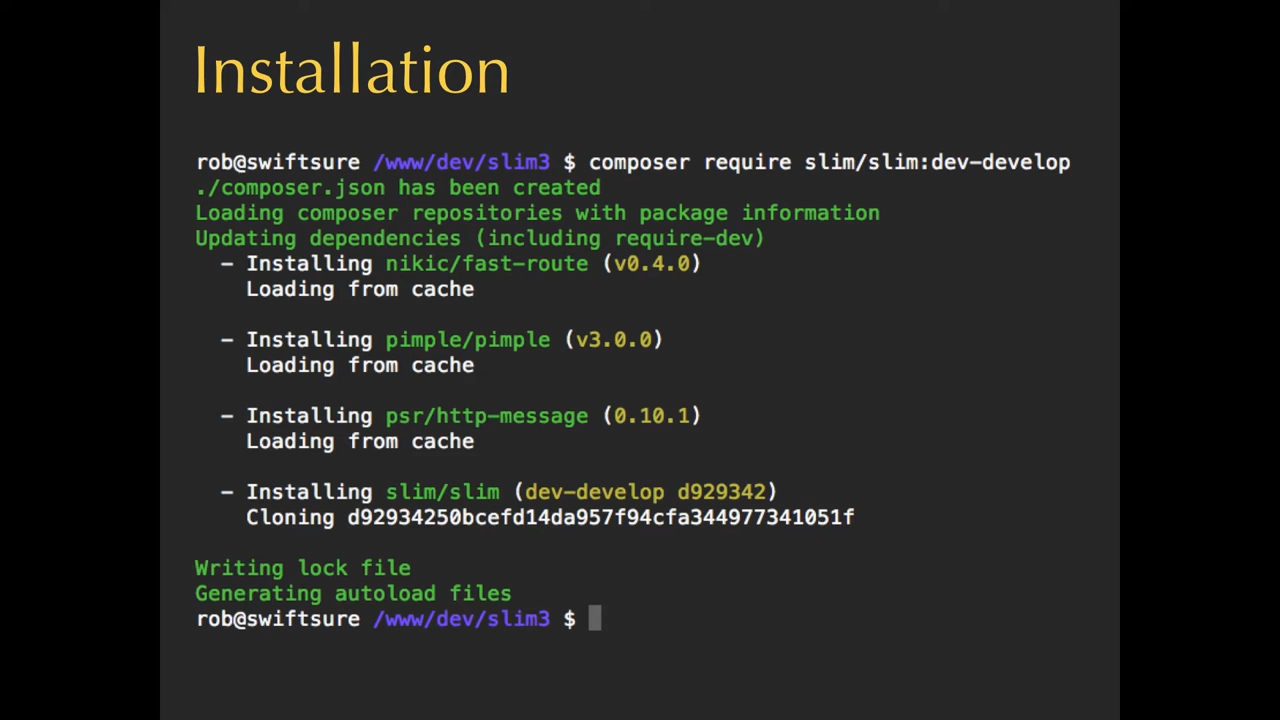 Installation
rob@swiftsure /www/dev/slim3 $ composer require slim/slim:dev-develop
./composer.json has been created
Loading composer repositories with package information
Updating dependencies (including require-dev)
– Installing nikic/fast-route (v0.4.0)
Loading from cache
– Installing pimple/pimple (v3.0.0)
Loading from cache
– Installing psr/http-message (0.10.1)
Loading from cache
– Installing slim/slim (dev-develop d929342)
Cloning d92934250bcefd14da957f94cfa344977341051f
Writing lock file
Generating autoload files
rob@swiftsure /www/dev/slim3 $